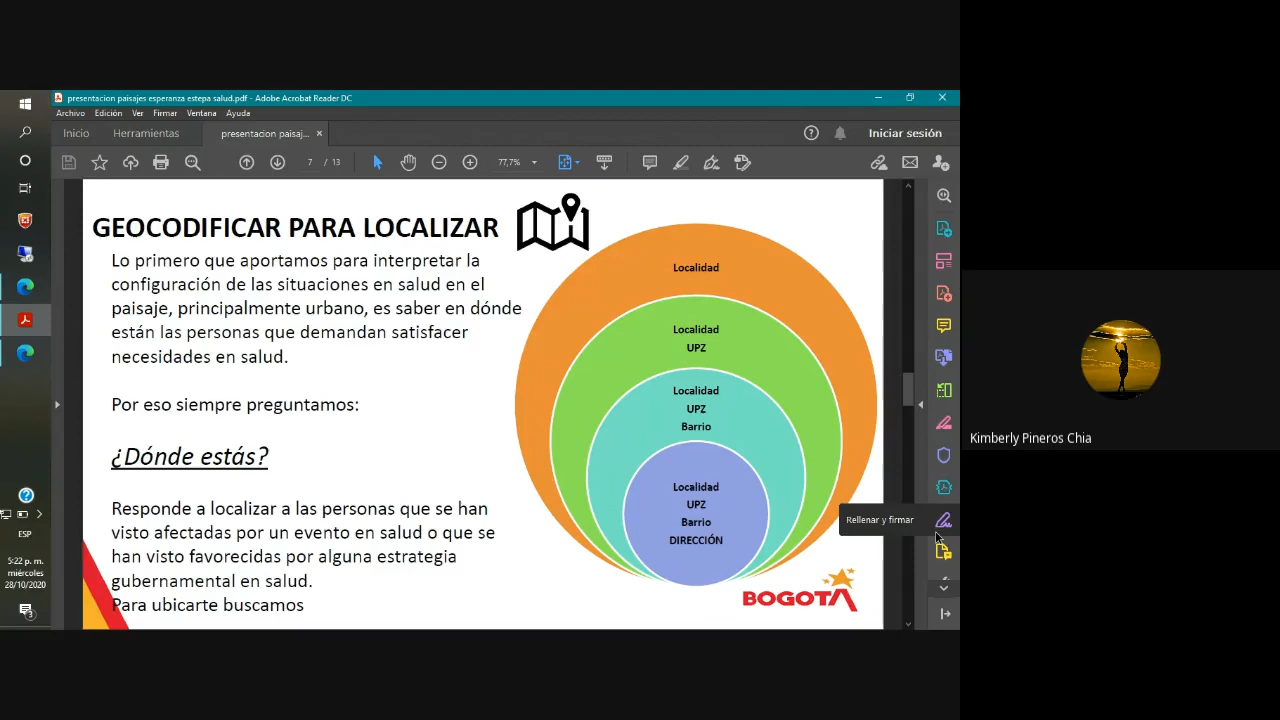 presentacion paisajes esperanza estepa salud.pdf - Adobe Acrobat Reader DC
Archivo Edición Ver Firmar Ventana Ayuda
Inicio Herramientas presentacion paisaj... × Iniciar sesión
7 / 13 77,7%
GEOCODIFICAR PARA LOCALIZAR
Lo primero que aportamos para interpretar la
configuración de las situaciones en salud en el
paisaje, principalmente urbano, es saber en dónde
están las personas que demandan satisfacer
necesidades en salud.
Por eso siempre preguntamos:
¿Dónde estás?
Responde a localizar a las personas que se han
visto afectadas por un evento en salud o que se
han visto favorecidas por alguna estrategia
gubernamental en salud.
Para ubicarte buscamos
Localidad
Localidad
UPZ
Localidad
UPZ
Barrio
Localidad
UPZ
Barrio
DIRECCIÓN
BOGOTA
Rellenar y firmar
Kimberly Pineros Chia
ESP
5:22 p. m.
miércoles
28/10/2020